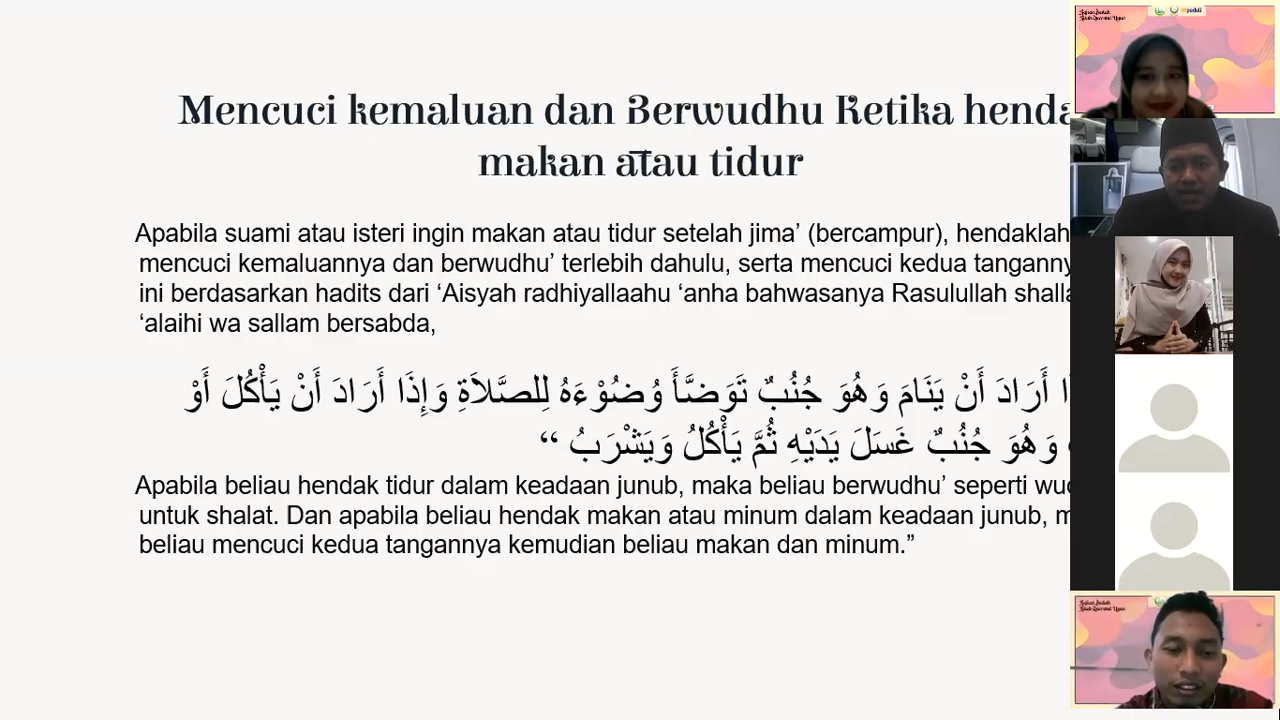 Mencuci kemaluan dan Berwudhu Ketika henda
makan atau tidur
Apabila suami atau isteri ingin makan atau tidur setelah jima’ (bercampur), hendaklah
mencuci kemaluannya dan berwudhu’ terlebih dahulu, serta mencuci kedua tanganny
ini berdasarkan hadits dari ‘Aisyah radhiyallaahu ‘anha bahwasanya Rasulullah shalla
‘alaihi wa sallam bersabda,
أَرَادَ أَنْ يَنَامَ وَهُوَ جُنُبٌ تَوَضَّأَ وُضُوْءَهُ لِلصَّلَاةِ وَإِذَا أَرَادَ أَنْ يَأْكُلَ أَوْ
وَهُوَ جُنُبٌ غَسَلَ يَدَيْهِ ثُمَّ يَأْكُلُ وَيَشْرَبُ “
Apabila beliau hendak tidur dalam keadaan junub, maka beliau berwudhu’ seperti wud
untuk shalat. Dan apabila beliau hendak makan atau minum dalam keadaan junub, m
beliau mencuci kedua tangannya kemudian beliau makan dan minum.”
peduli